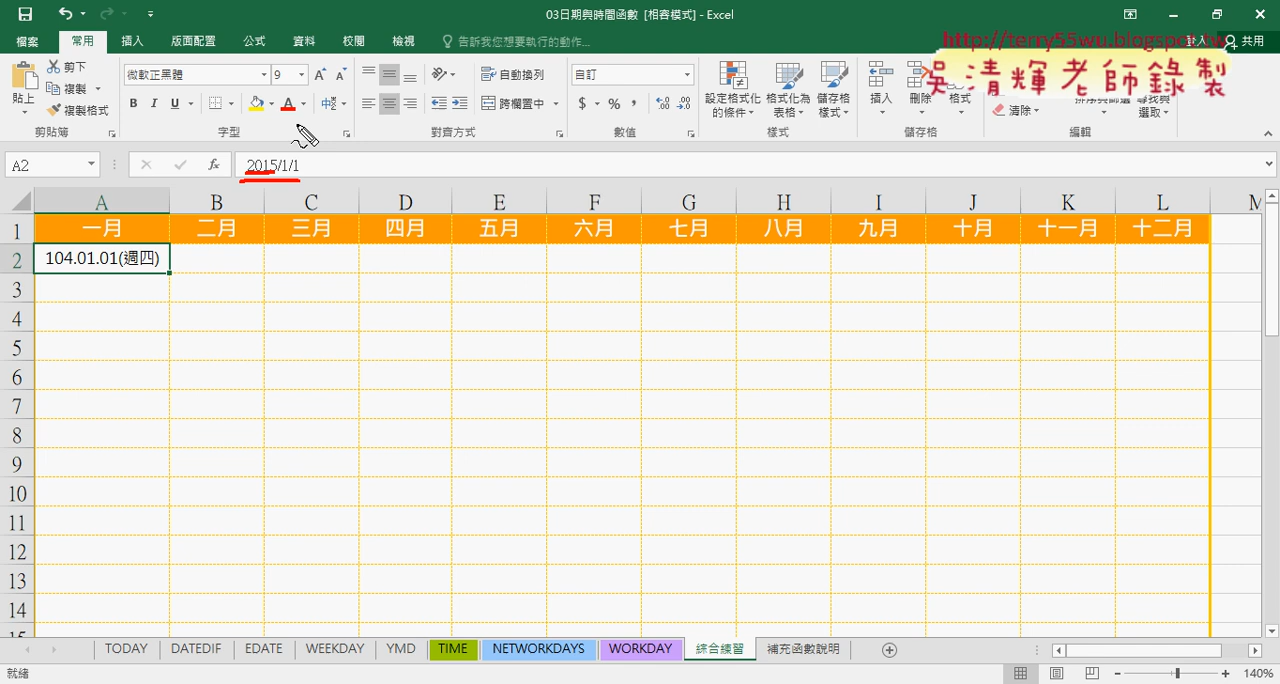 03日期與時間函數 [相容模式] - Excel
檔案 常用 插入 版面配置 公式 資料 校閱 檢視 告訴我您想要執行的動作... 登入 共用
http://terry55wu.blogspot.tw
吳清輝老師錄製
貼上 剪下 複製 複製格式 剪貼簿
微軟正黑體 9 B I U 字型
自動換列 跨欄置中 對齊方式
自訂 $ % 數值
設定格式化的條件 格式化為表格 儲存格樣式 樣式
插入 刪除 格式 儲存格
清除 選取 編輯
A2 fx 2015/1/1
A B C D E F G H I J K L M
1 一月 二月 三月 四月 五月 六月 七月 八月 九月 十月 十一月 十二月
2 104.01.01(週四)
3
4
5
6
7
8
9
10
11
12
13
14
15
TODAY DATEDIF EDATE WEEKDAY YMD TIME NETWORKDAYS WORKDAY 綜合練習 補充函數說明
就緒 140%